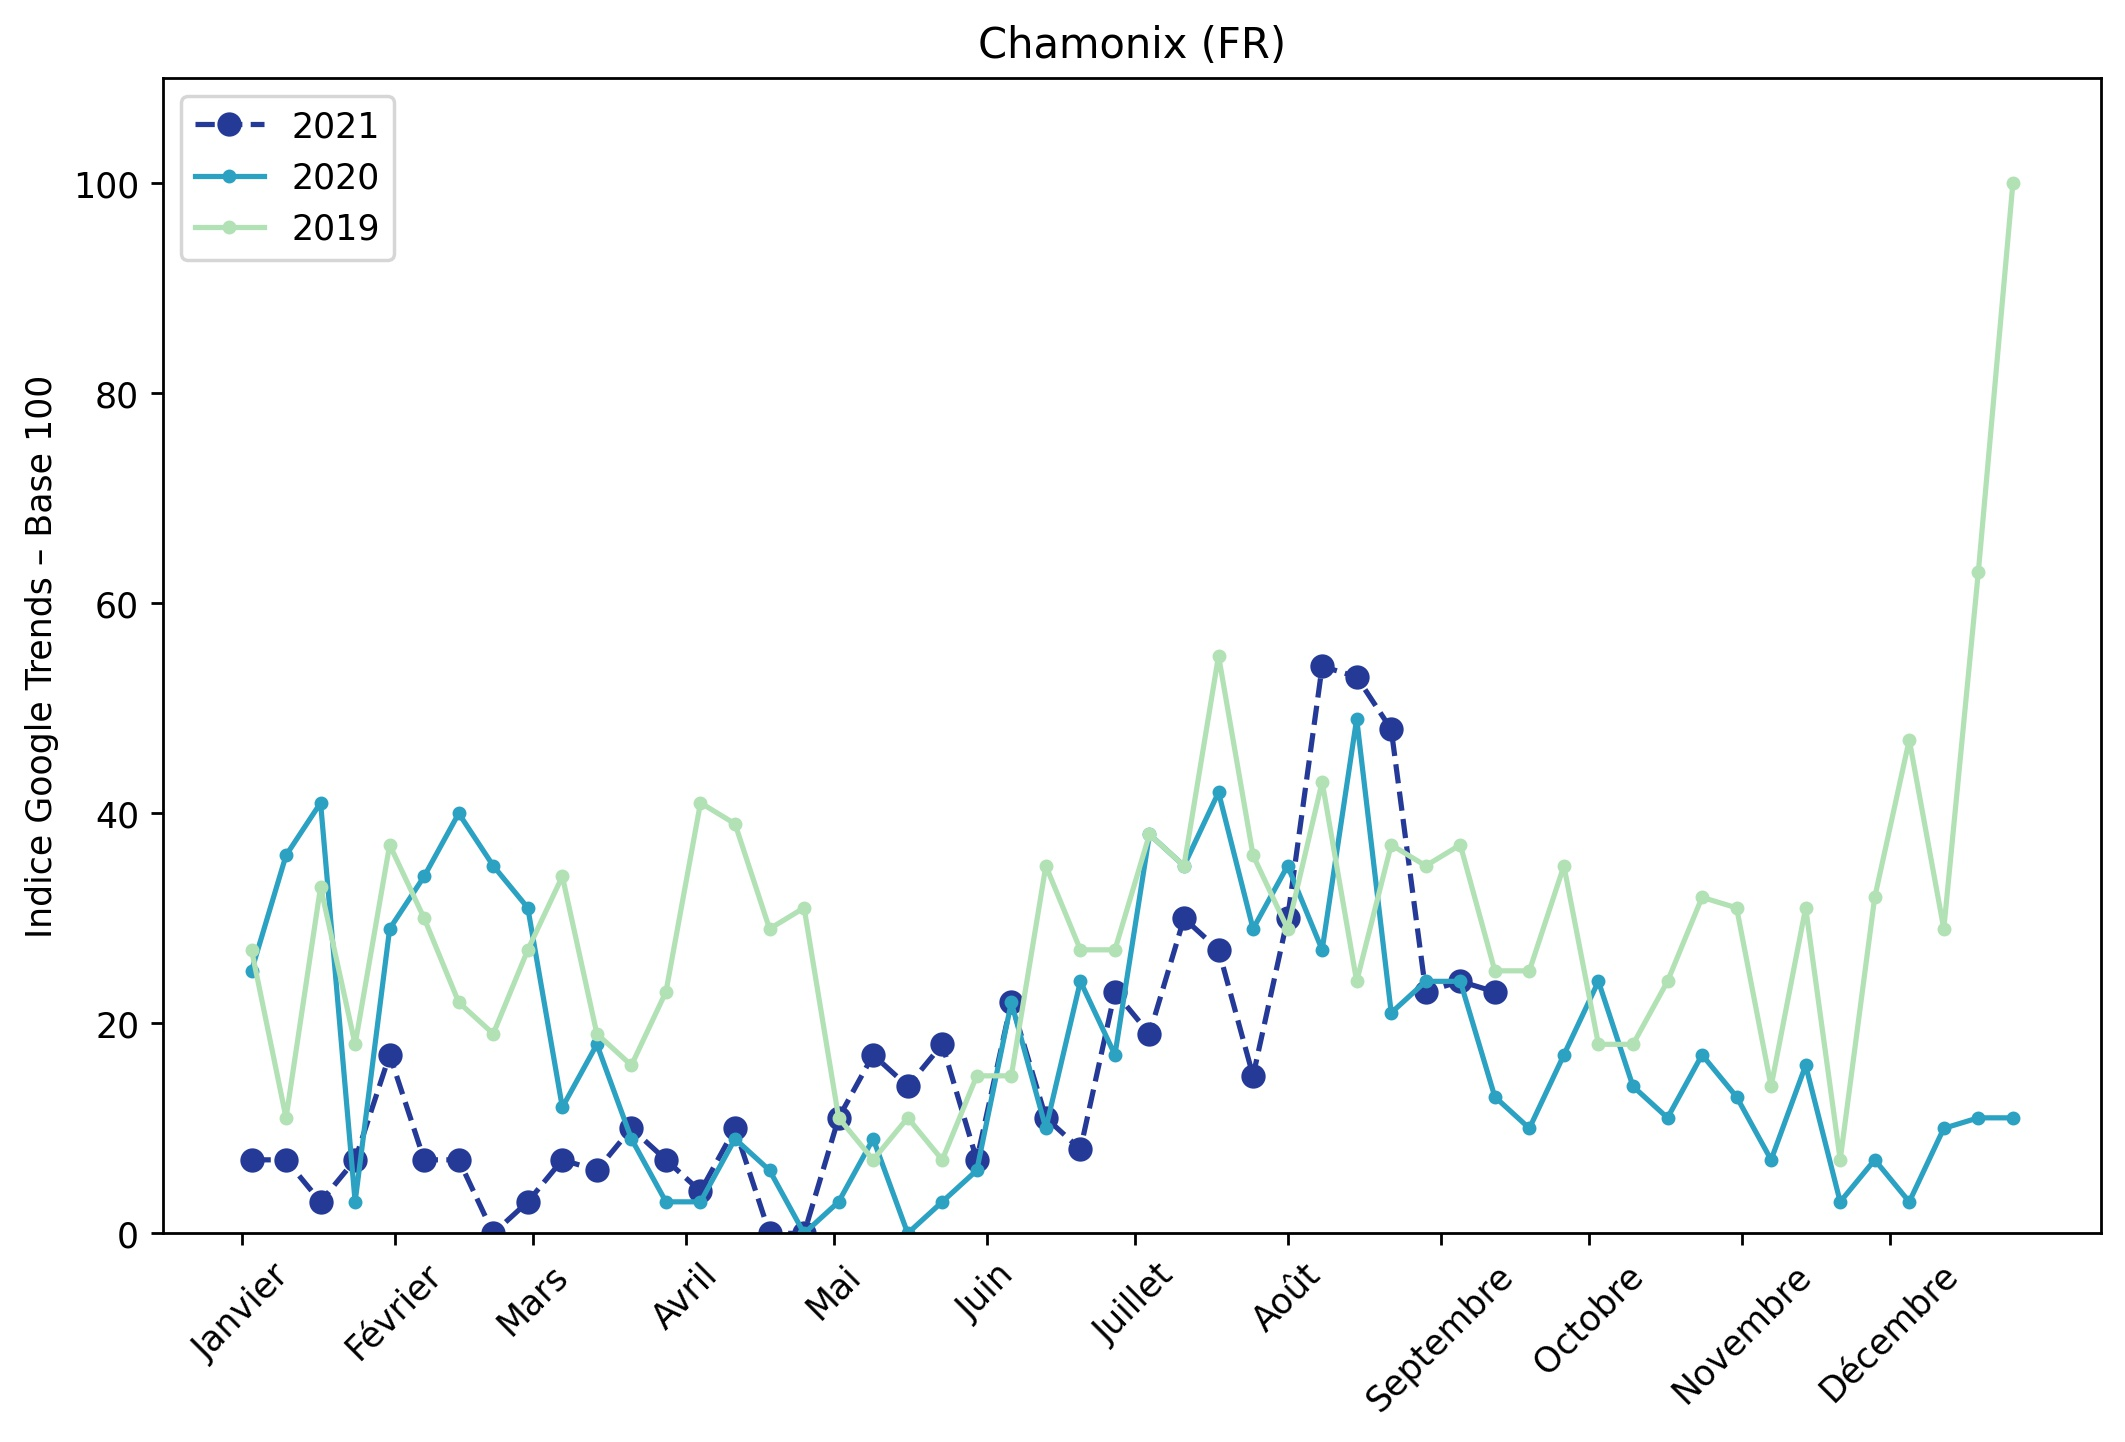 Chamonix (FR)
2021
2020
2019
Indice Google Trends – Base 100
100
80
60
40
20
0
Janvier
Février
Mars
Avril
Mai
Juin
Juillet
Août
Septembre
Octobre
Novembre
Décembre